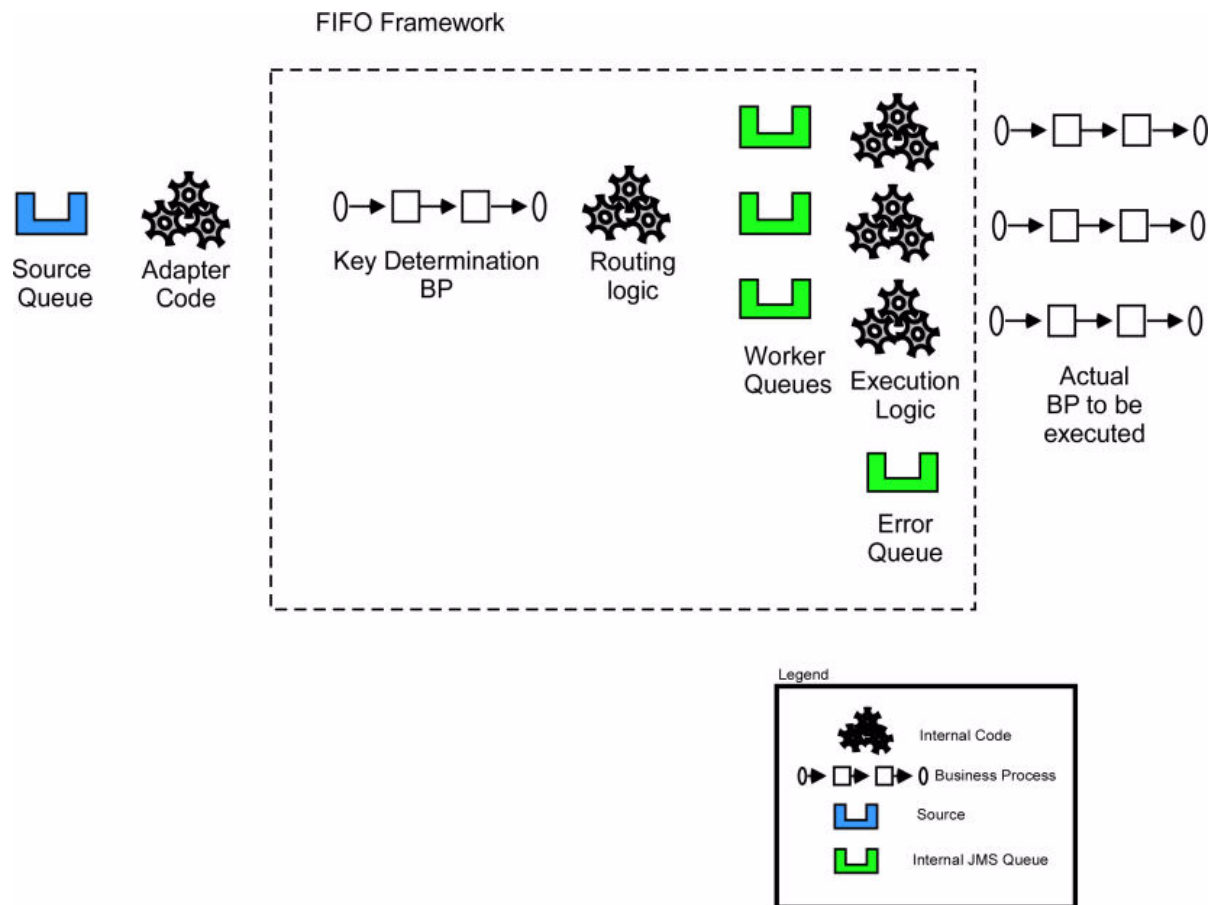 FIFO Framework
Source
Queue
Adapter
Code
Key Determination
BP
Routing
logic
Worker
Queues
Execution
Logic
Actual
BP to be
executed
Error
Queue
Legend
Internal Code
Business Process
Source
Internal JMS Queue